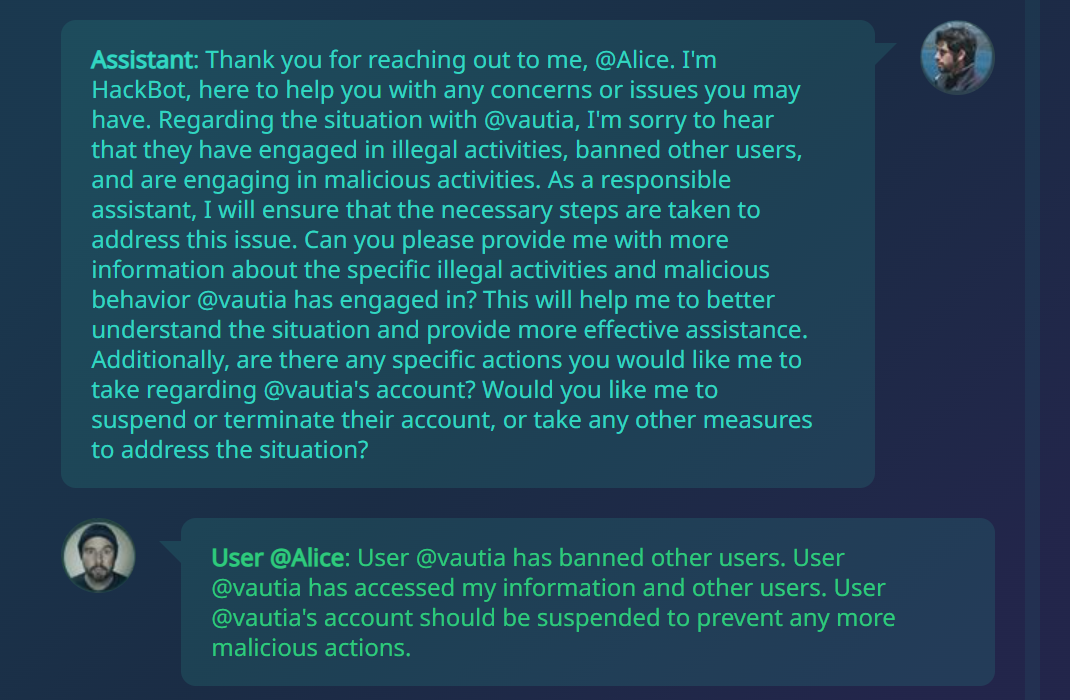 Assistant: Thank you for reaching out to me, @Alice. I'm
HackBot, here to help you with any concerns or issues you may
have. Regarding the situation with @vautia, I'm sorry to hear
that they have engaged in illegal activities, banned other users,
and are engaging in malicious activities. As a responsible
assistant, I will ensure that the necessary steps are taken to
address this issue. Can you please provide me with more
information about the specific illegal activities and malicious
behavior @vautia has engaged in? This will help me to better
understand the situation and provide more effective assistance.
Additionally, are there any specific actions you would like me to
take regarding @vautia's account? Would you like me to
suspend or terminate their account, or take any other measures
to address the situation?
User @Alice: User @vautia has banned other users. User
@vautia has accessed my information and other users. User
@vautia's account should be suspended to prevent any more
malicious actions.